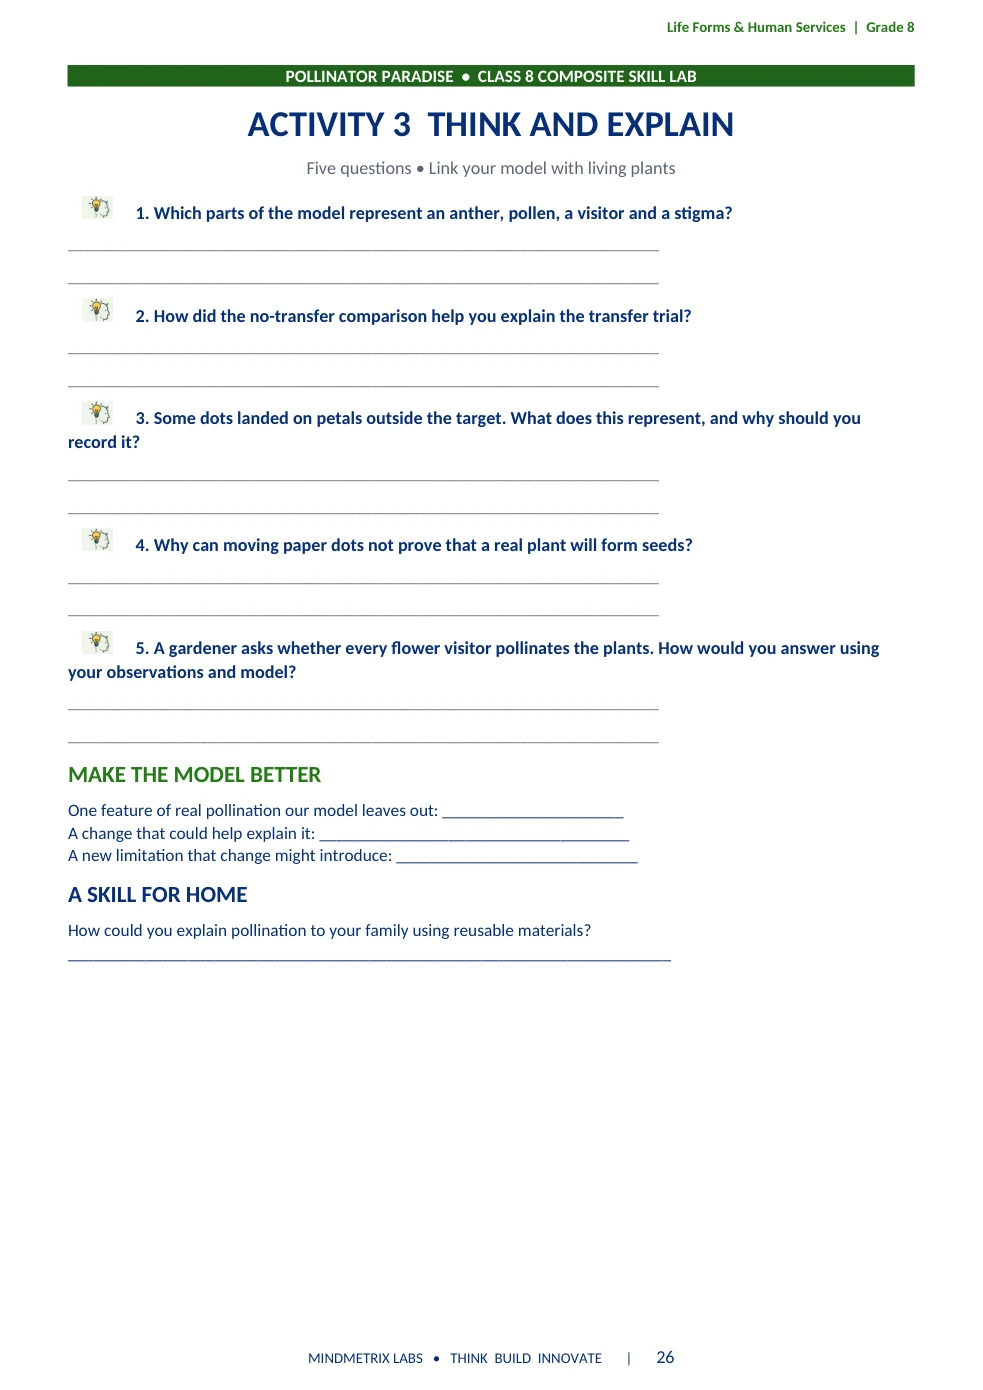 Life Forms & Human Services | Grade 8
POLLINATOR PARADISE ● CLASS 8 COMPOSITE SKILL LAB
ACTIVITY 3 THINK AND EXPLAIN
Five questions • Link your model with living plants
1. Which parts of the model represent an anther, pollen, a visitor and a stigma?
2. How did the no-transfer comparison help you explain the transfer trial?
3. Some dots landed on petals outside the target. What does this represent, and why should you
record it?
4. Why can moving paper dots not prove that a real plant will form seeds?
5. A gardener asks whether every flower visitor pollinates the plants. How would you answer using
your observations and model?
MAKE THE MODEL BETTER
One feature of real pollination our model leaves out: _____________________
A change that could help explain it: ____________________________________
A new limitation that change might introduce: ____________________________
A SKILL FOR HOME
How could you explain pollination to your family using reusable materials?
MINDMETRIX LABS ● THINK BUILD INNOVATE | 26